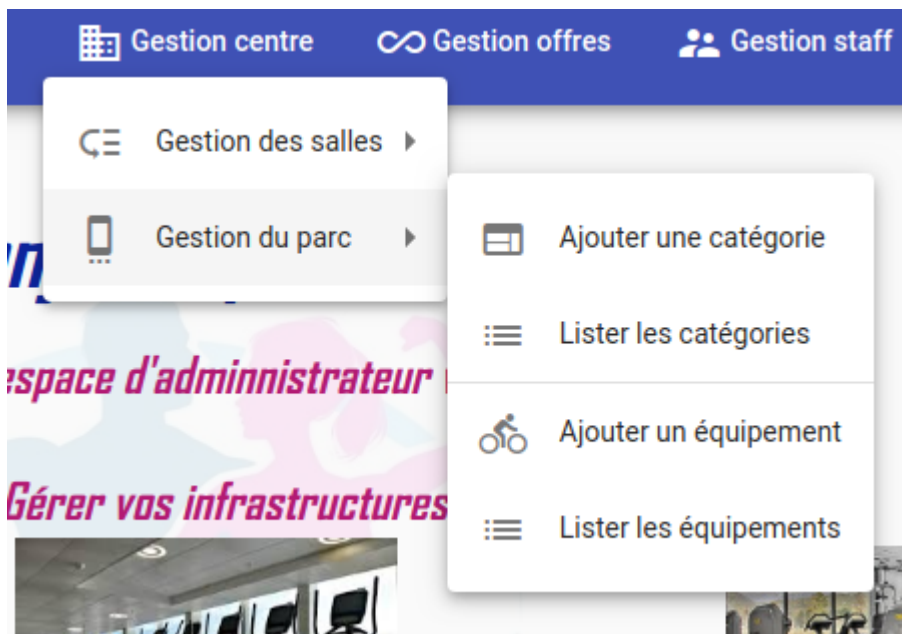 Gestion centre
Gestion offres
Gestion staff
Gestion des salles
Gestion du parc
Ajouter une catégorie
Lister les catégories
Ajouter un équipement
Lister les équipements
espace d'adminnistrateur
Gérer vos infrastructures